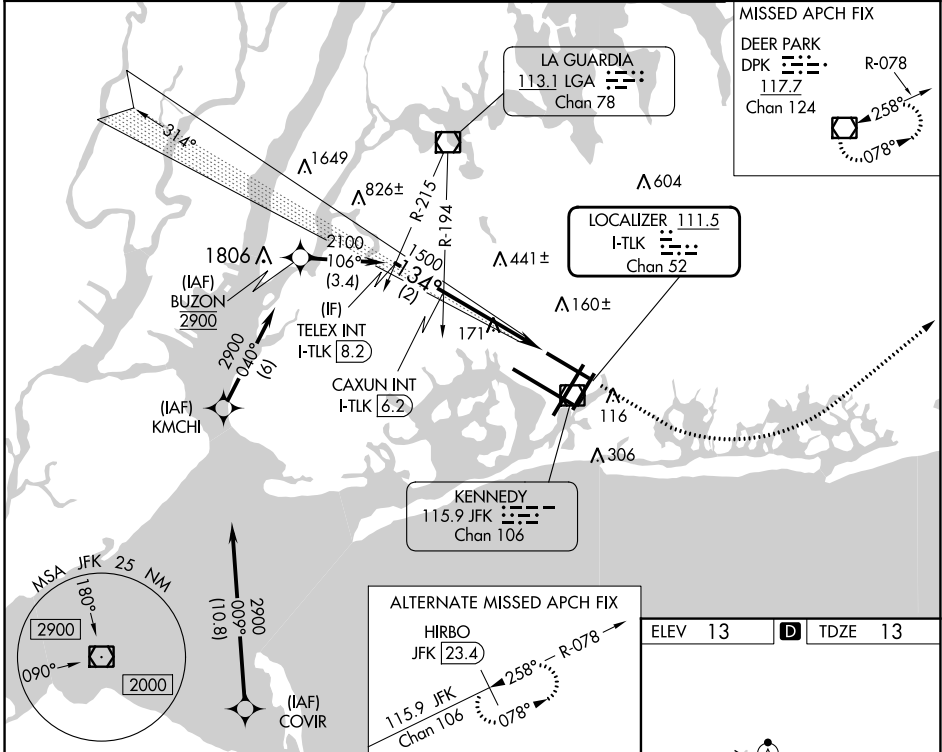 MISSED APCH FIX
DEER PARK
DPK
117.7
Chan 124
R-078
258°
078°
LA GUARDIA
113.1 LGA
Chan 78
314°
1649
826±
604
R-215
R-194
LOCALIZER 111.5
I-TLK
Chan 52
1806
2100
106°
(3.4)
1500
134°
(2)
441±
(IAF)
BUZON
2900
(IF)
TELEX INT
I-TLK 8.2
160±
171
2900
040°
(9)
CAXUN INT
I-TLK 6.2
(IAF)
KMCHI
116
306
KENNEDY
115.9 JFK
Chan 106
MSA JFK 25 NM
180°
2900
090°
2000
2900
009°
(10.8)
(IAF)
COVIR
ALTERNATE MISSED APCH FIX
HIRBO
JFK 23.4
R-078
258°
078°
115.9 JFK
Chan 106
ELEV 13 D TDZE 13
A